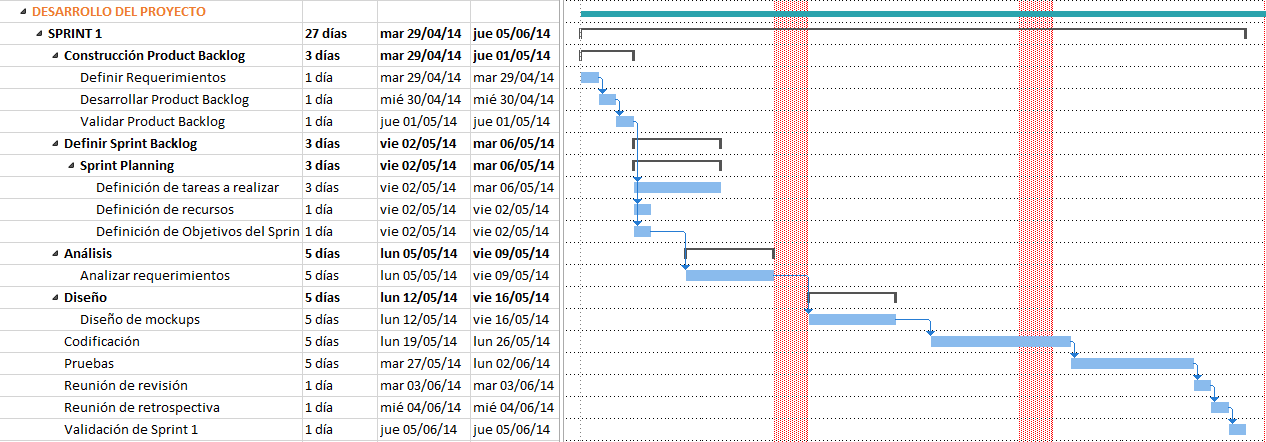 DESARROLLO DEL PROYECTO
SPRINT 1 27 días mar 29/04/14 jue 05/06/14
Construcción Product Backlog 3 días mar 29/04/14 jue 01/05/14
Definir Requerimientos 1 día mar 29/04/14 mar 29/04/14
Desarrollar Product Backlog 1 día mié 30/04/14 mié 30/04/14
Validar Product Backlog 1 día jue 01/05/14 jue 01/05/14
Definir Sprint Backlog 3 días vie 02/05/14 mar 06/05/14
Sprint Planning 3 días vie 02/05/14 mar 06/05/14
Definición de tareas a realizar 3 días vie 02/05/14 mar 06/05/14
Definición de recursos 1 día vie 02/05/14 vie 02/05/14
Definición de Objetivos del Sprin 1 día vie 02/05/14 vie 02/05/14
Análisis 5 días lun 05/05/14 vie 09/05/14
Analizar requerimientos 5 días lun 05/05/14 vie 09/05/14
Diseño 5 días lun 12/05/14 vie 16/05/14
Diseño de mockups 5 días lun 12/05/14 vie 16/05/14
Codificación 5 días lun 19/05/14 lun 26/05/14
Pruebas 5 días mar 27/05/14 lun 02/06/14
Reunión de revisión 1 día mar 03/06/14 mar 03/06/14
Reunión de retrospectiva 1 día mié 04/06/14 mié 04/06/14
Validación de Sprint 1 1 día jue 05/06/14 jue 05/06/14